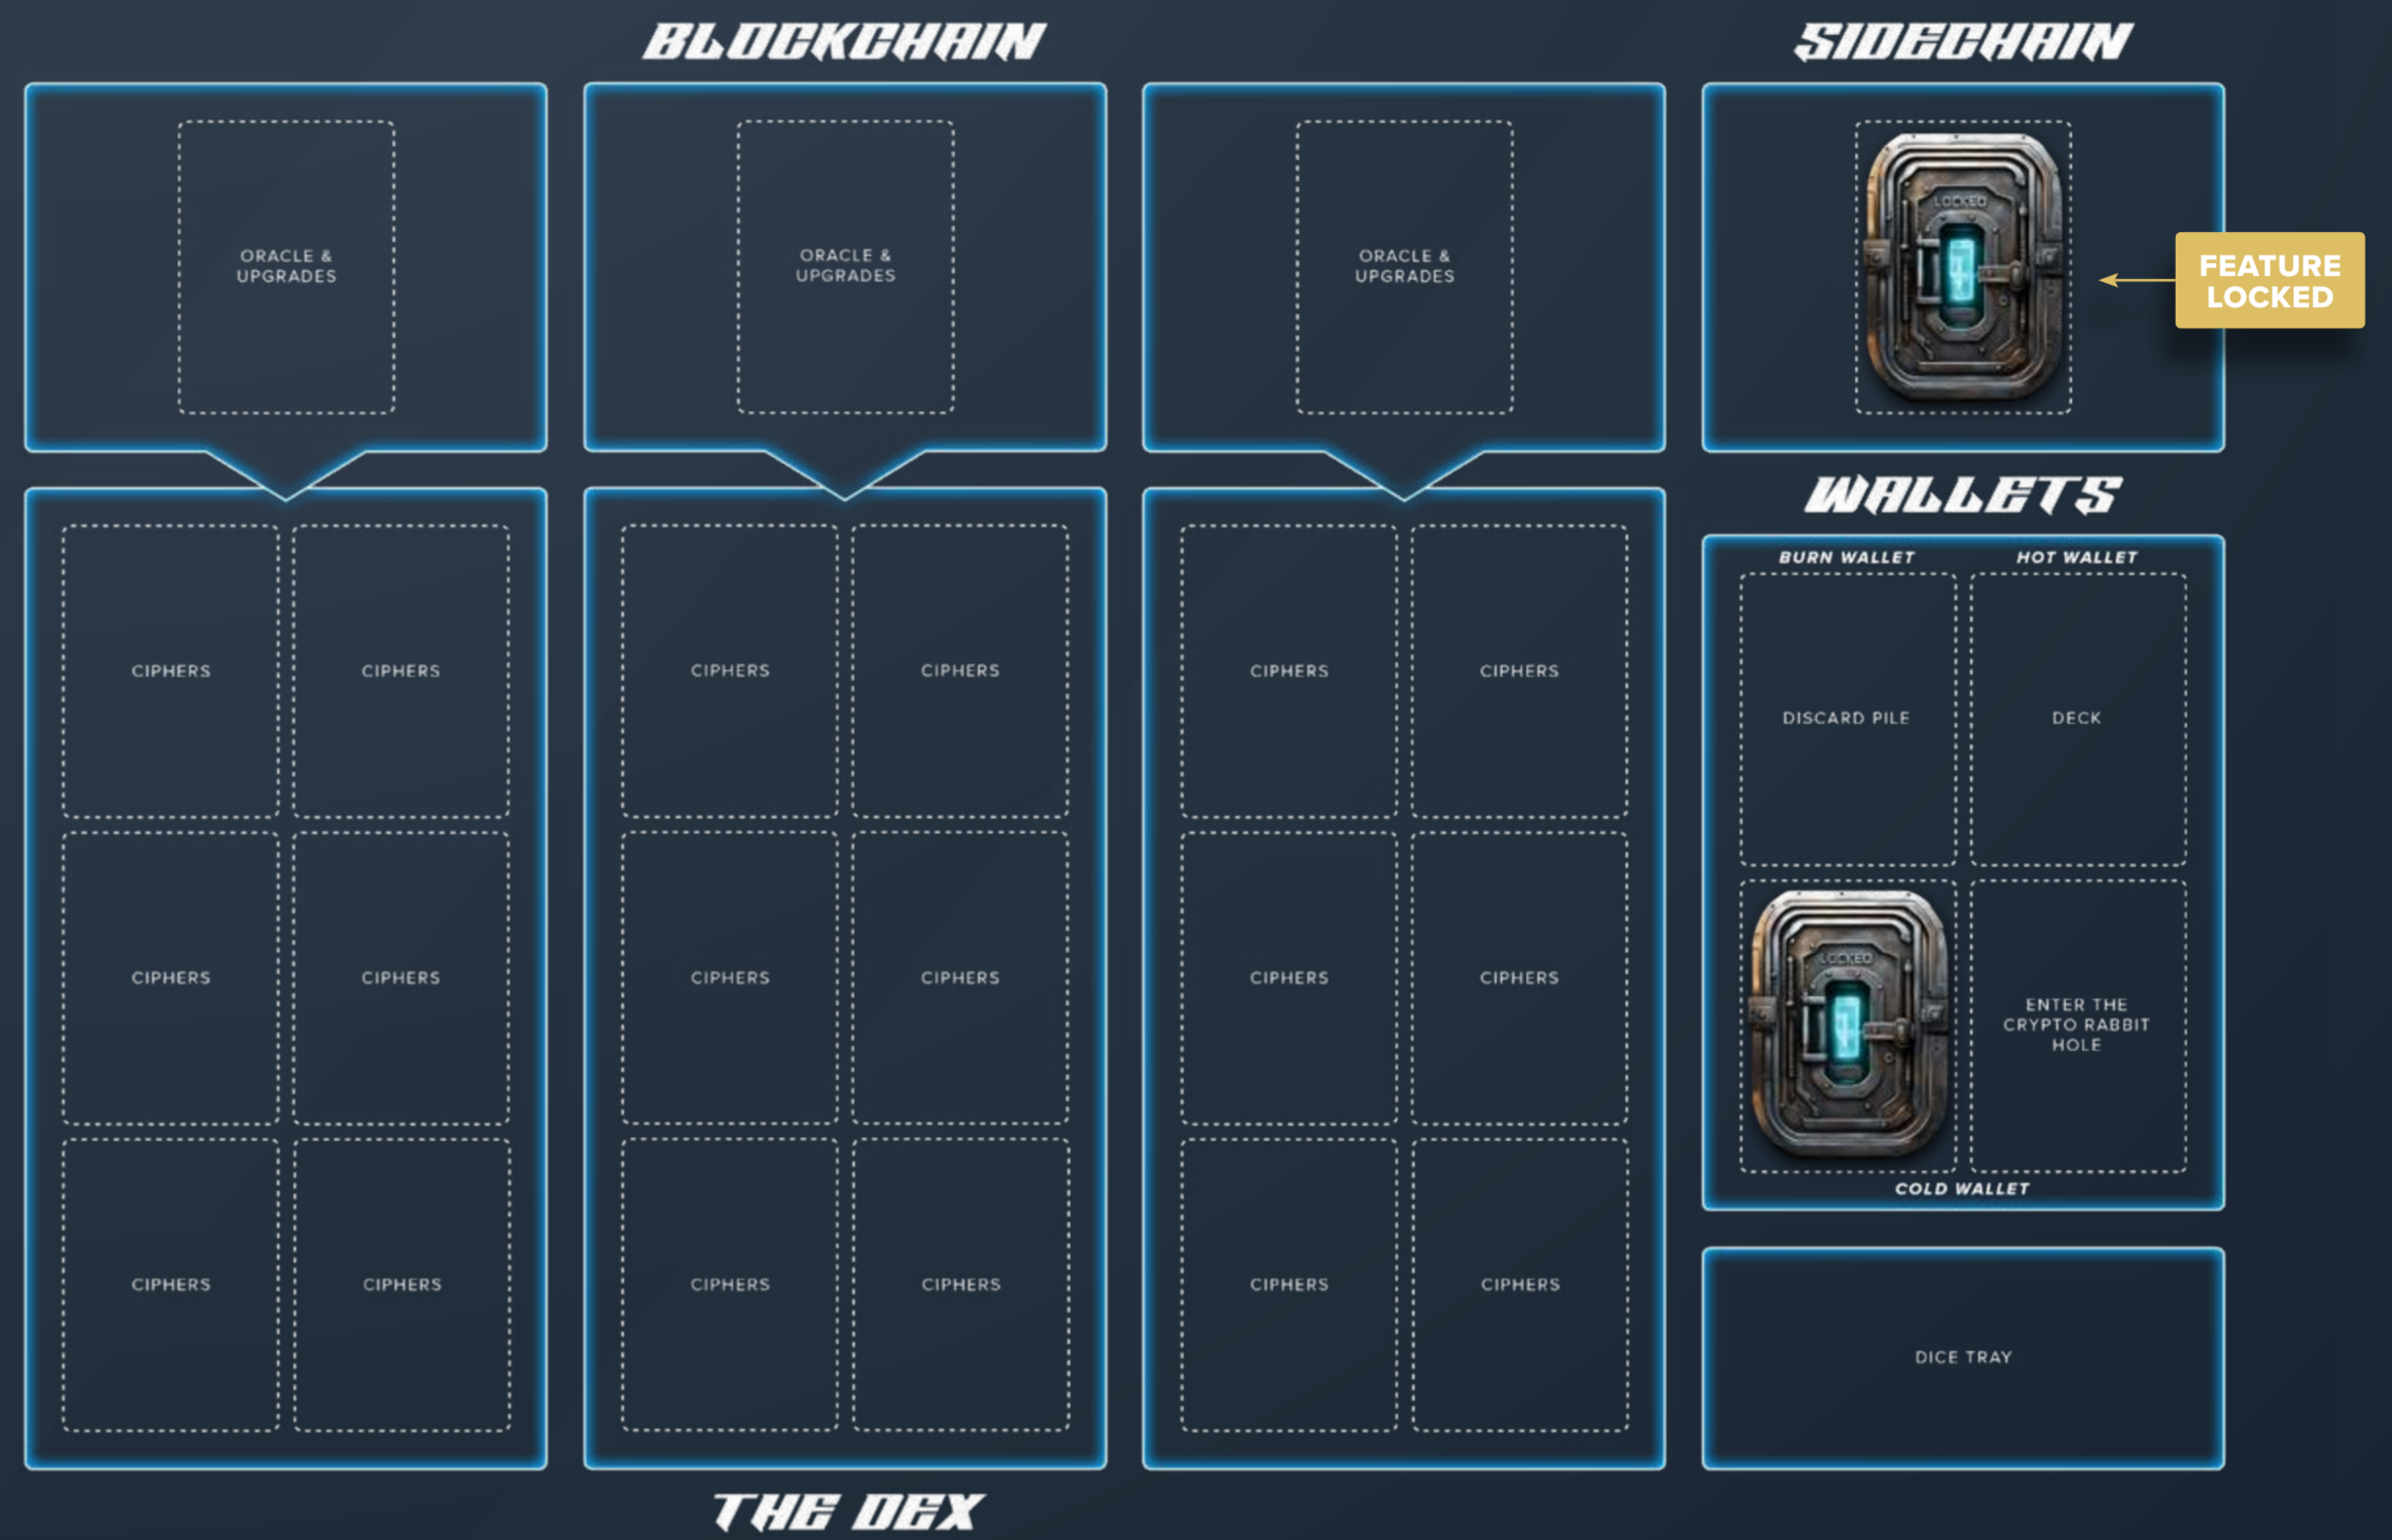 BLOCKCHAIN
SIDECHAIN
ORACLE &
UPGRADES
ORACLE &
UPGRADES
ORACLE &
UPGRADES
LOCKED
FEATURE
LOCKED
WALLETS
BURN WALLET
HOT WALLET
CIPHERS
CIPHERS
CIPHERS
CIPHERS
CIPHERS
CIPHERS
DISCARD PILE
DECK
CIPHERS
CIPHERS
CIPHERS
CIPHERS
CIPHERS
CIPHERS
LOCKED
ENTER THE
CRYPTO RABBIT
HOLE
COLD WALLET
CIPHERS
CIPHERS
CIPHERS
CIPHERS
CIPHERS
CIPHERS
DICE TRAY
THE DEX